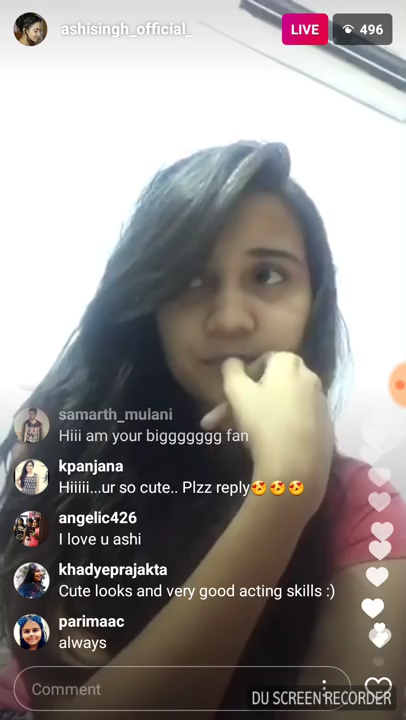 ashisingh_official_
LIVE
496
samarth_mulani
Hiii am your biggggggg fan
kpanjana
Hiiiii...ur so cute.. Plzz reply😍😍😍
angelic426
I love u ashi
khadyeprajakta
Cute looks and very good acting skills :)
parimaac
always
Comment
DU SCREEN RECORDER